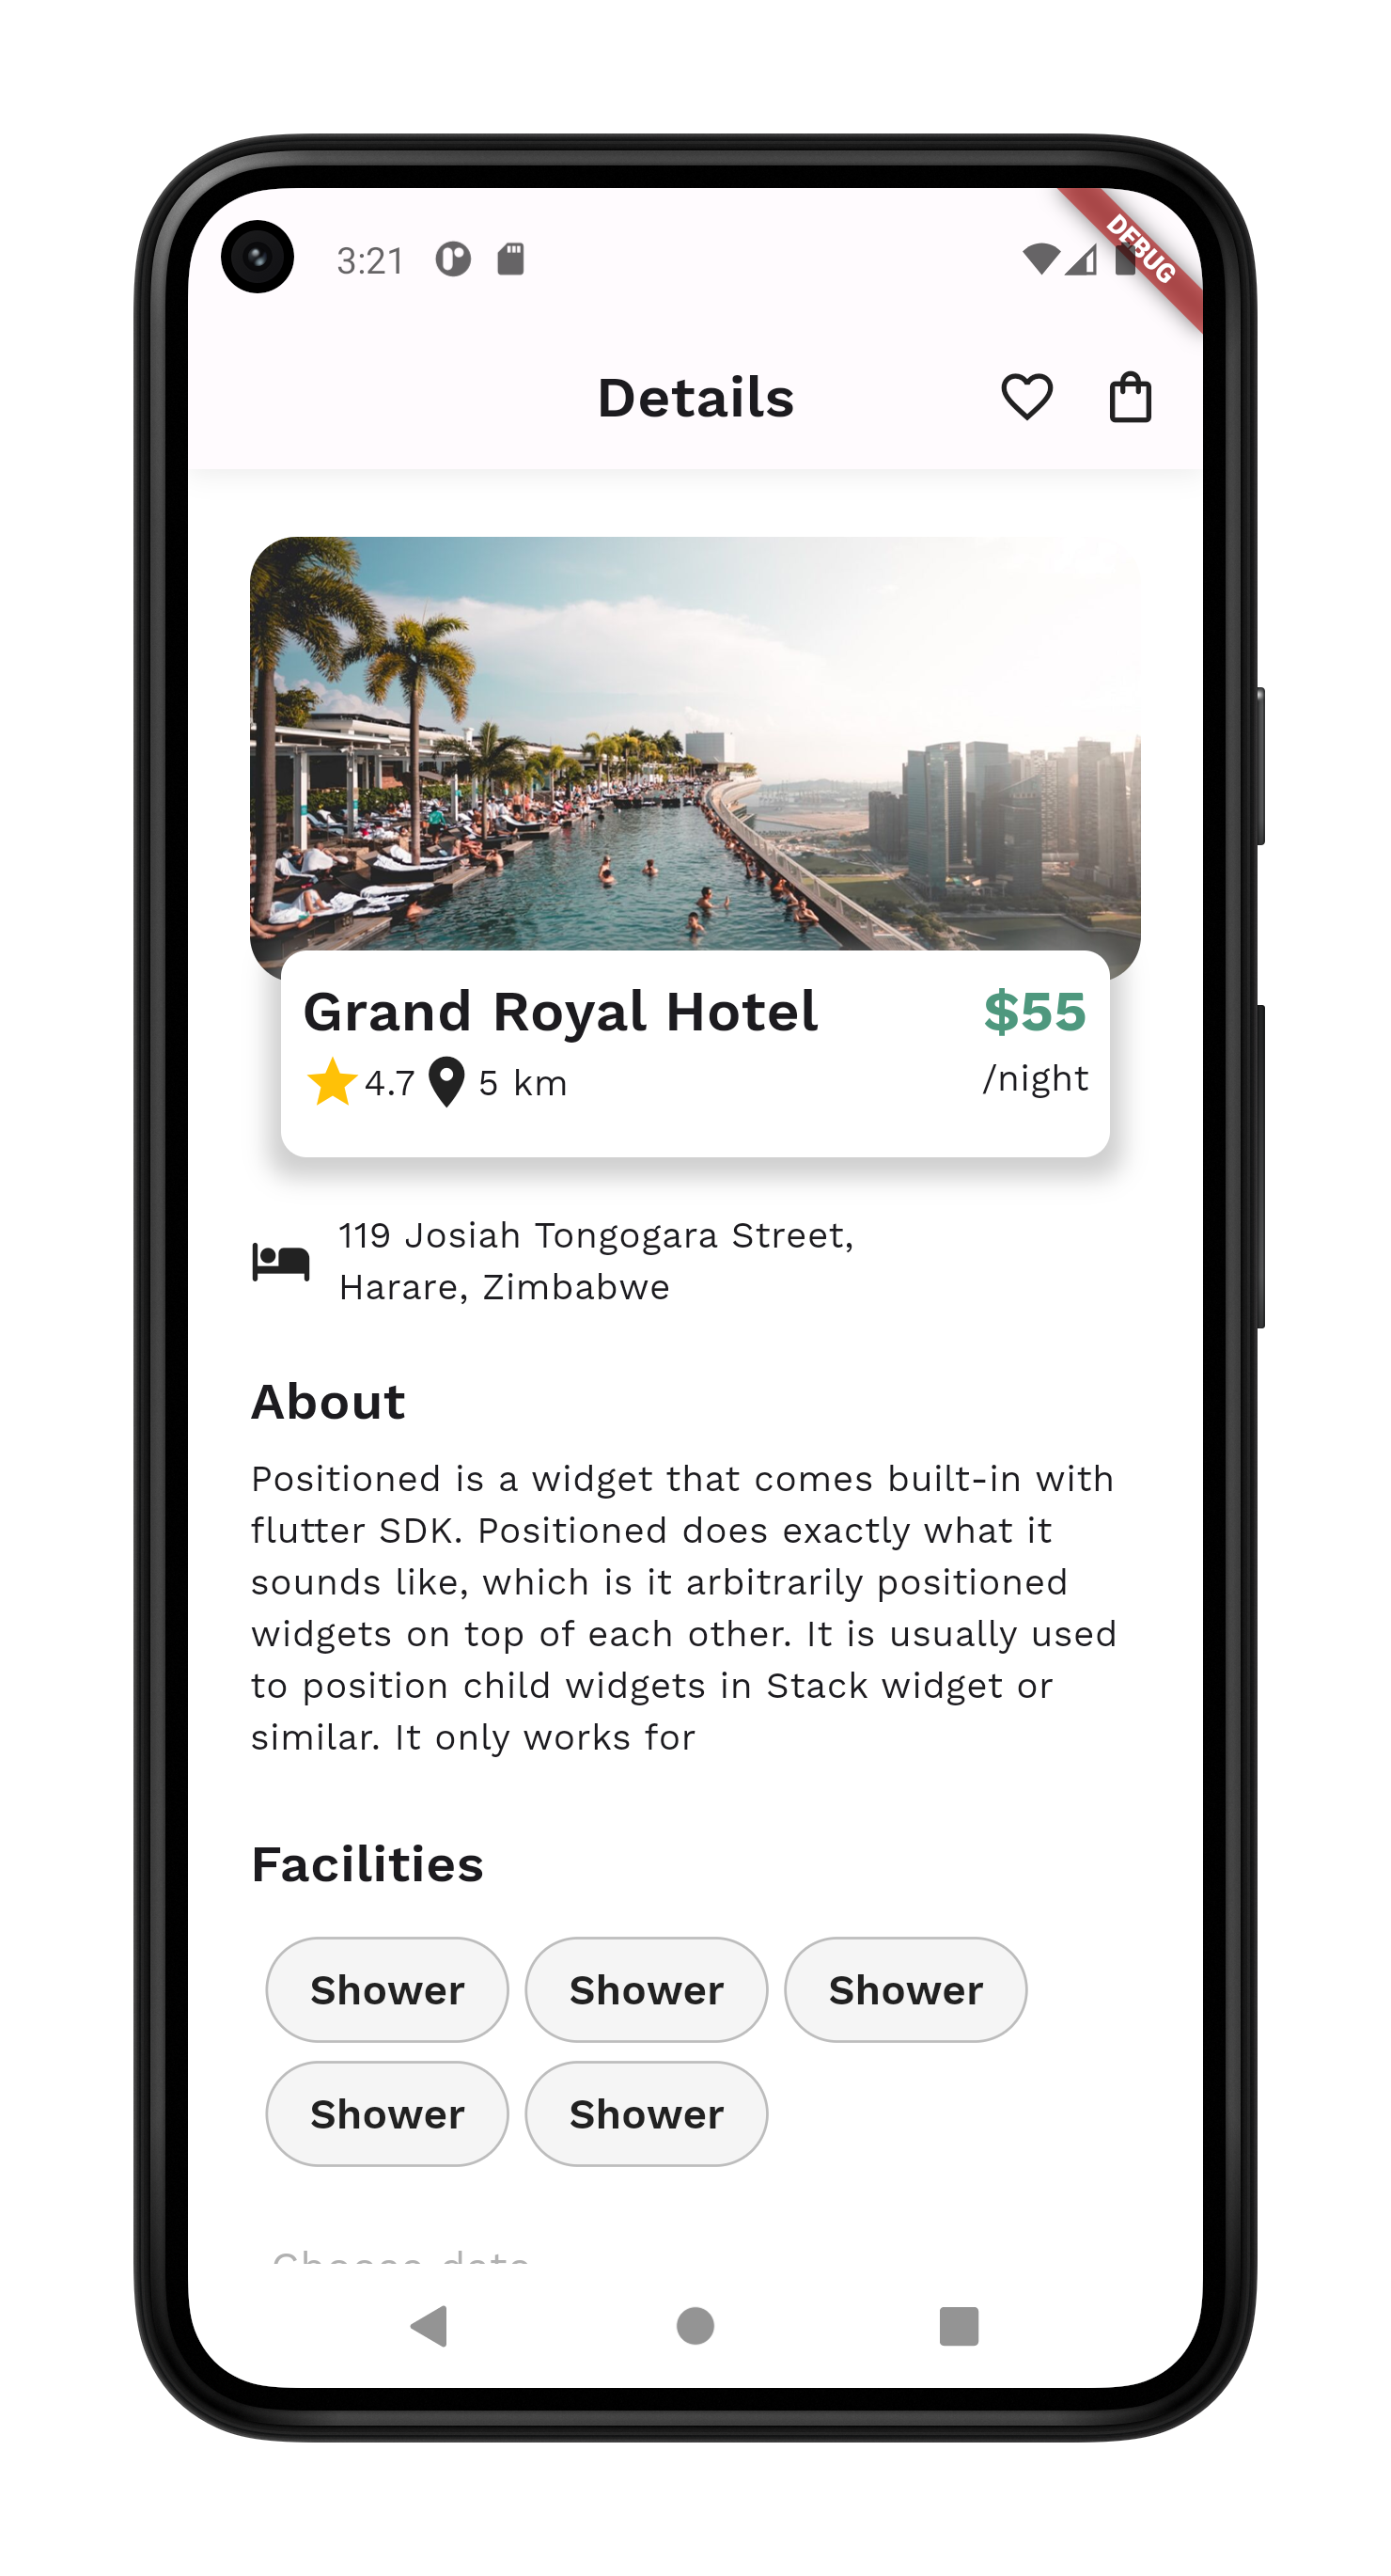 3:21
DEBUG
Details
Grand Royal Hotel
$55
4.7
5 km
/night
119 Josiah Tongogara Street,
Harare, Zimbabwe
About
Positioned is a widget that comes built-in with
flutter SDK. Positioned does exactly what it
sounds like, which is it arbitrarily positioned
widgets on top of each other. It is usually used
to position child widgets in Stack widget or
similar. It only works for
Facilities
Shower Shower Shower
Shower Shower
Choose date